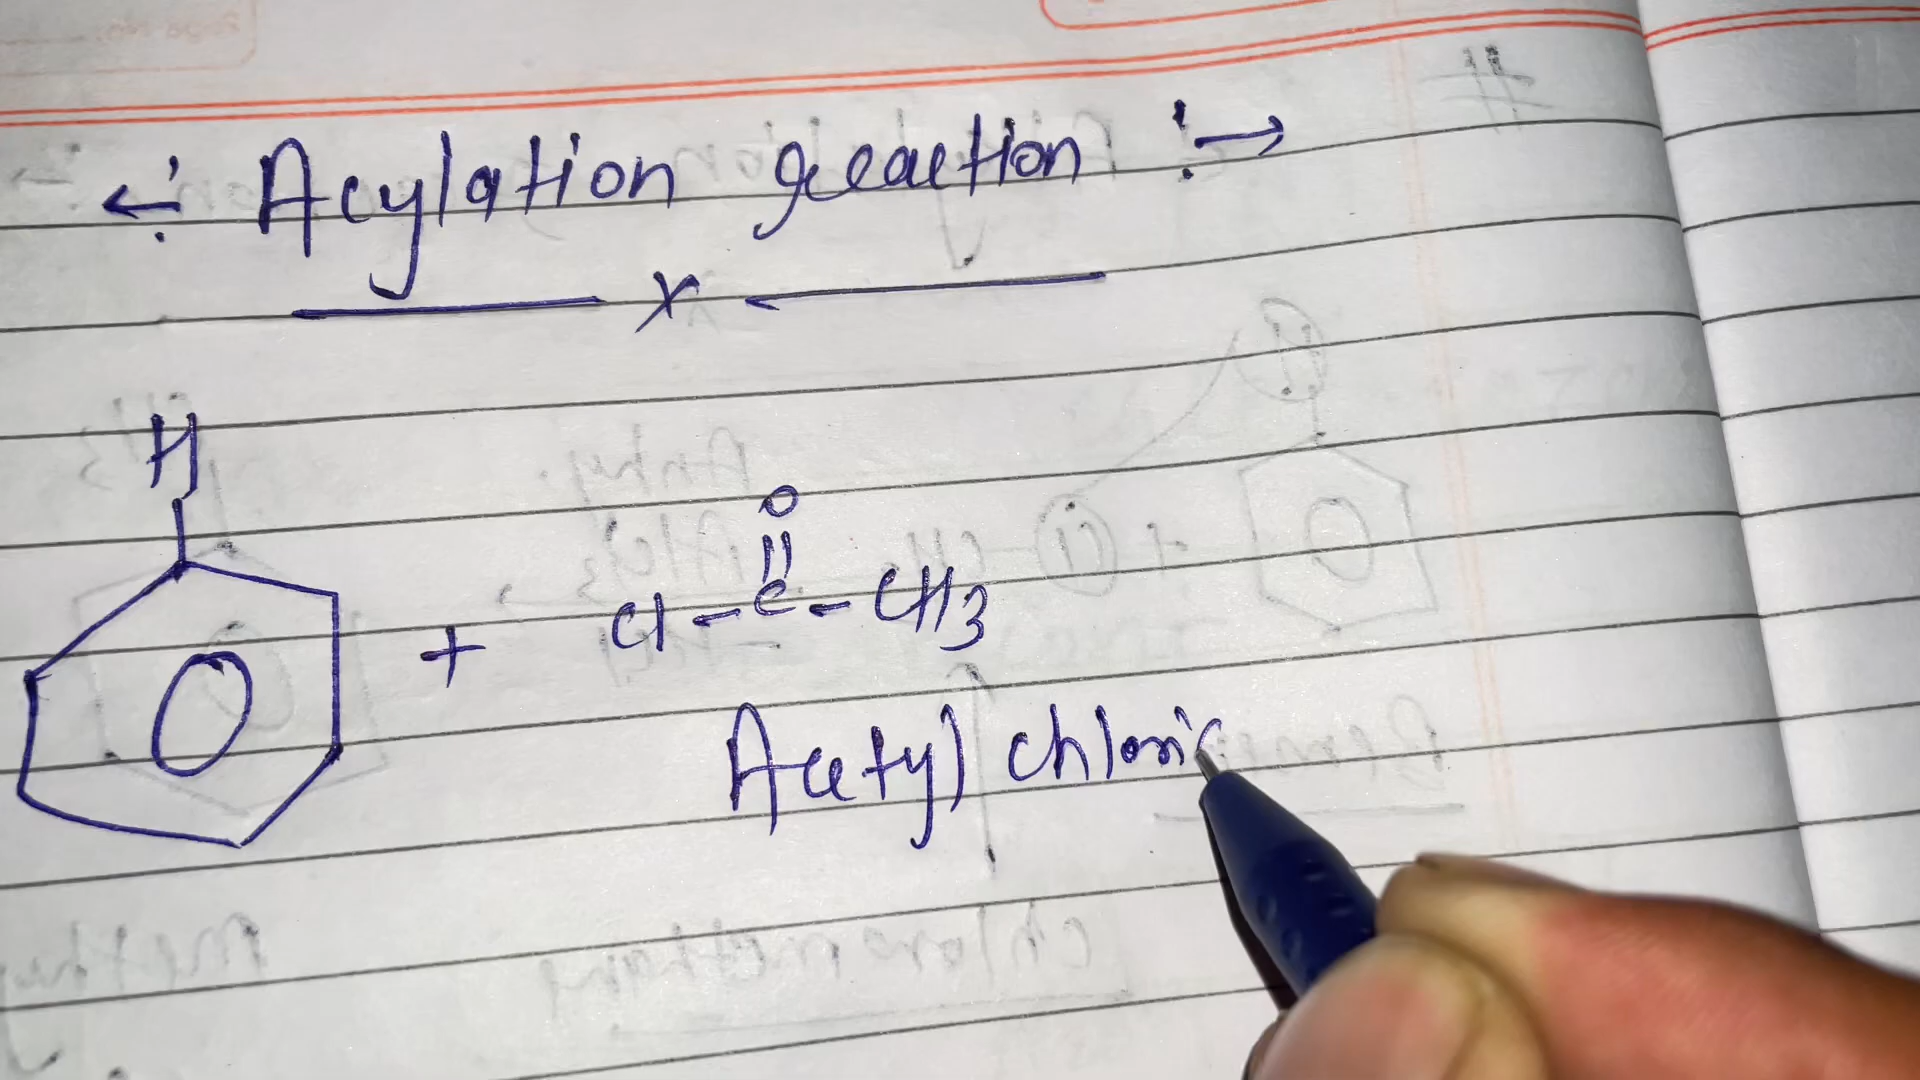 Acylation reaction
H
O
+ Cl - C - CH3
Acetyl chlori